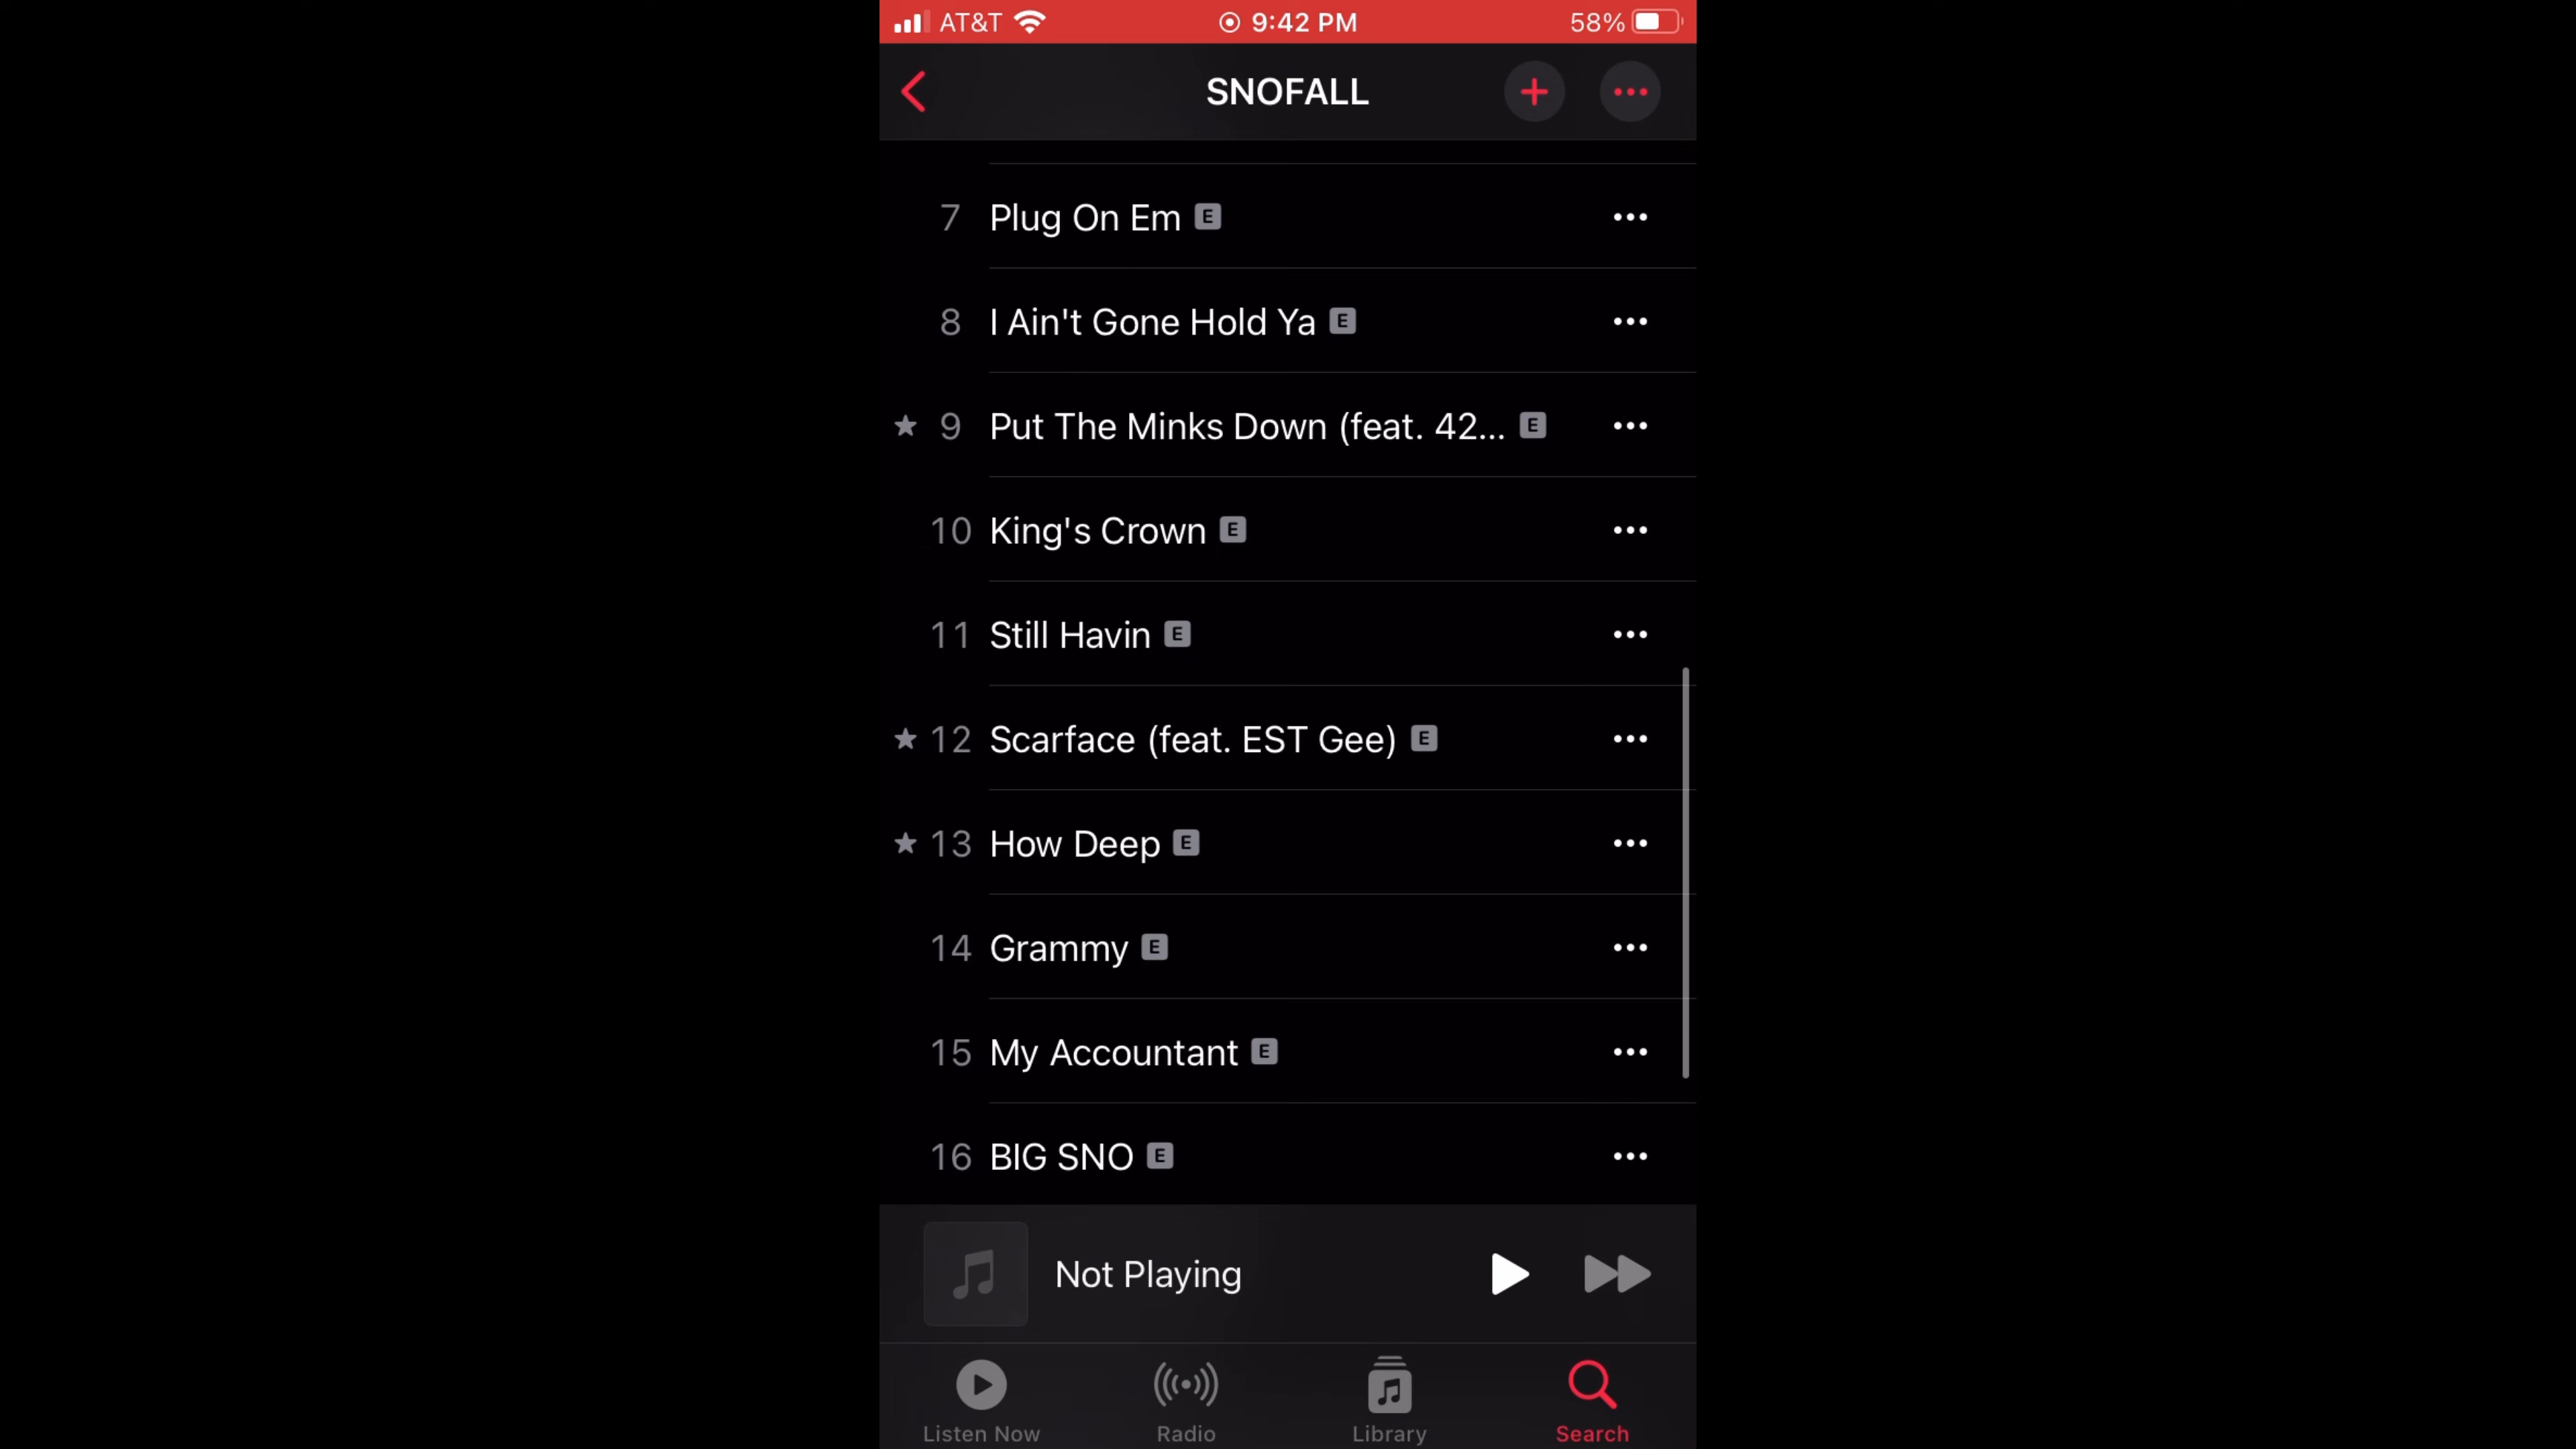 AT&T 9:42 PM 58%
SNOFALL
7 Plug On Em E
8 I Ain't Gone Hold Ya E
9 Put The Minks Down (feat. 42... E
10 King's Crown E
11 Still Havin E
12 Scarface (feat. EST Gee) E
13 How Deep E
14 Grammy E
15 My Accountant E
16 BIG SNO E
Not Playing
Listen Now Radio Library Search